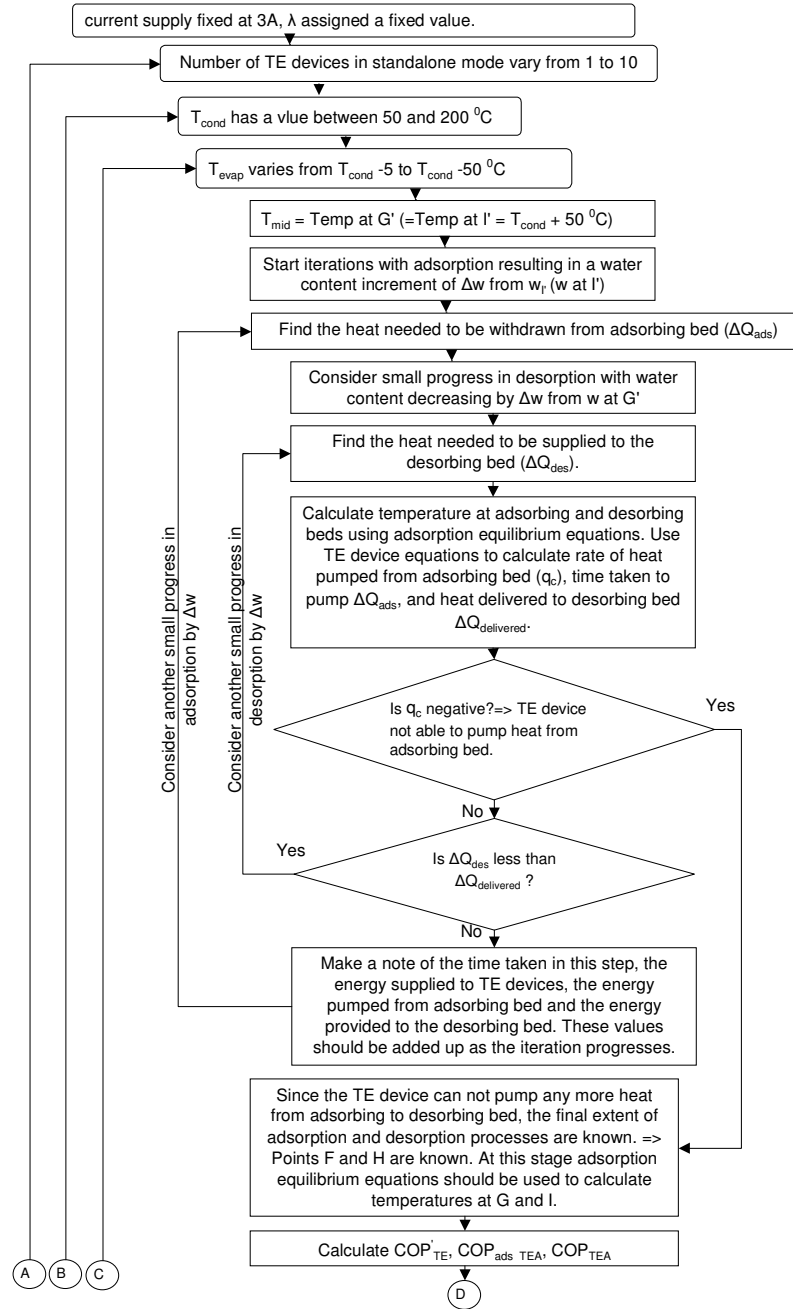 current supply fixed at 3A, λ assigned a fixed value.
Number of TE devices in standalone mode vary from 1 to 10
T_cond has a vlue between 50 and 200 ⁰C
T_evap varies from T_cond -5 to T_cond -50 ⁰C
T_mid = Temp at G' (=Temp at I' = T_cond + 50 ⁰C)
Start iterations with adsorption resulting in a water
content increment of Δw from w_I' (w at I')
Find the heat needed to be withdrawn from adsorbing bed (ΔQ_ads)
Consider small progress in desorption with water
content decreasing by Δw from w at G'
Find the heat needed to be supplied to the
desorbing bed (ΔQ_des).
Calculate temperature at adsorbing and desorbing
beds using adsorption equilibrium equations. Use
TE device equations to calculate rate of heat
pumped from adsorbing bed (q_c), time taken to
pump ΔQ_ads, and heat delivered to desorbing bed
ΔQ_delivered.
Consider another small progress in
adsorption by Δw
Consider another small progress in
desorption by Δw
Is q_c negative?=> TE device
not able to pump heat from
adsorbing bed.
Yes
No
Yes
Is ΔQ_des less than
ΔQ_delivered ?
No
Make a note of the time taken in this step, the
energy supplied to TE devices, the energy
pumped from adsorbing bed and the energy
provided to the desorbing bed. These values
should be added up as the iteration progresses.
Since the TE device can not pump any more heat
from adsorbing to desorbing bed, the final extent of
adsorption and desorption processes are known. =>
Points F and H are known. At this stage adsorption
equilibrium equations should be used to calculate
temperatures at G and I.
Calculate COP'_TE, COP_ads_TEA, COP_TEA
A
B
C
D